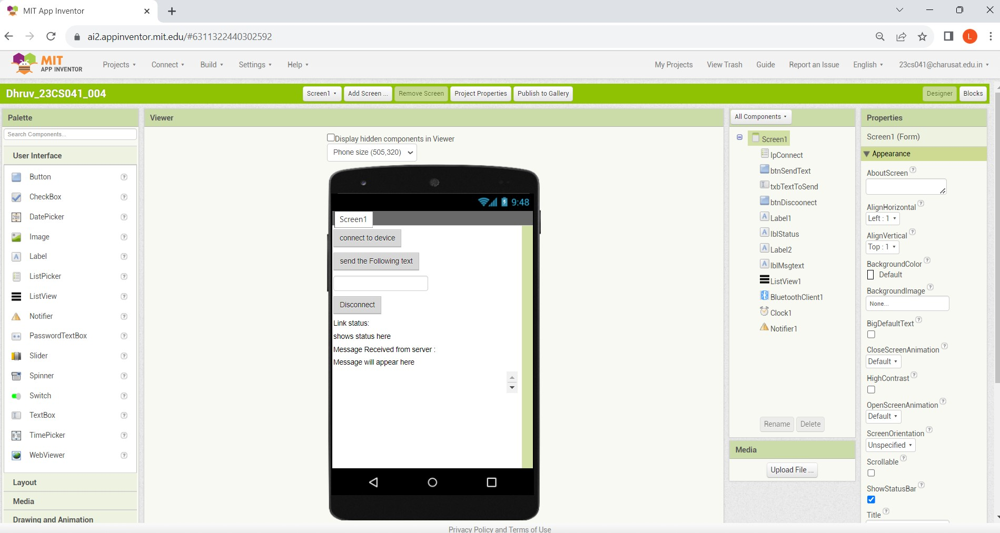 MIT App Inventor
ai2.appinventor.mit.edu/#6311322440302592
L
MIT
APP INVENTOR
Projects
Connect
Build
Settings
Help
My Projects
View Trash
Guide
Report an Issue
English
23cs041@charusat.edu.in
Dhruv_23CS041_004
Screen1
Add Screen ...
Remove Screen
Project Properties
Publish to Gallery
Designer
Blocks
Palette
Search Components...
User Interface
Button
CheckBox
DatePicker
Image
Label
ListPicker
ListView
Notifier
PasswordTextBox
Slider
Spinner
Switch
TextBox
TimePicker
WebViewer
Layout
Media
Drawing and Animation
Viewer
Display hidden components in Viewer
Phone size (505,320)
9:48
Screen1
connect to device
send the Following text
Disconnect
Link status:
shows status here
Message Received from server :
Message will appear here
All Components
Screen1
lpConnect
btnSendText
txbTextToSend
btnDiscoonect
Label1
lblStatus
Label2
lblMsgtext
ListView1
BluetoothClient1
Clock1
Notifier1
Rename
Delete
Media
Upload File ...
Properties
Screen1 (Form)
Appearance
AboutScreen
AlignHorizontal
Left : 1
AlignVertical
Top : 1
BackgroundColor
Default
BackgroundImage
None...
BigDefaultText
CloseScreenAnimation
Default
HighContrast
OpenScreenAnimation
Default
ScreenOrientation
Unspecified
Scrollable
ShowStatusBar
Title
Privacy Policy and Terms of Use